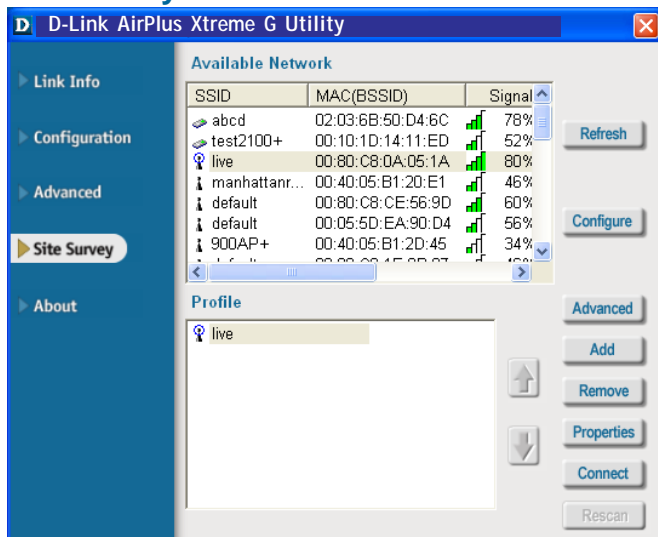 D-Link AirPlus Xtreme G Utility
Link Info
Configuration
Advanced
Site Survey
About
Available Network
SSID MAC(BSSID) Signal
abcd 02:03:6B:50:D4:6C 78%
test2100+ 00:10:1D:14:11:ED 52%
live 00:80:C8:0A:05:1A 80%
manhattanr... 00:40:05:B1:20:E1 46%
default 00:80:C8:CE:56:9D 60%
default 00:05:5D:EA:90:D4 56%
900AP+ 00:40:05:B1:2D:45 34%
Refresh
Configure
Profile
live
Advanced
Add
Remove
Properties
Connect
Rescan